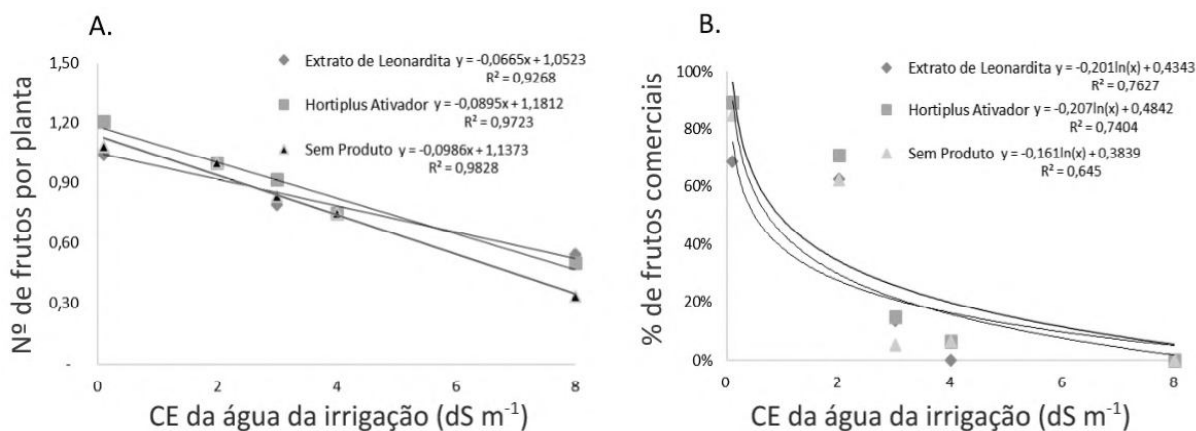 A.
Nº de frutos por planta
1,50
1,20
0,90
0,60
0,30
-
0
2
4
6
8
CE da água da irrigação (dS m⁻¹)
Extrato de Leonardita y = -0,0665x + 1,0523
R² = 0,9268
Hortiplus Ativador y = -0,0895x + 1,1812
R² = 0,9723
Sem Produto y = -0,0986x + 1,1373
R² = 0,9828
B.
% de frutos comerciais
100%
80%
60%
40%
20%
0%
0
2
4
6
8
CE da água da irrigação (dS m⁻¹)
Extrato de Leonardita y = -0,201ln(x) + 0,4343
R² = 0,7627
Hortiplus Ativador y = -0,207ln(x) + 0,4842
R² = 0,7404
Sem Produto y = -0,161ln(x) + 0,3839
R² = 0,645